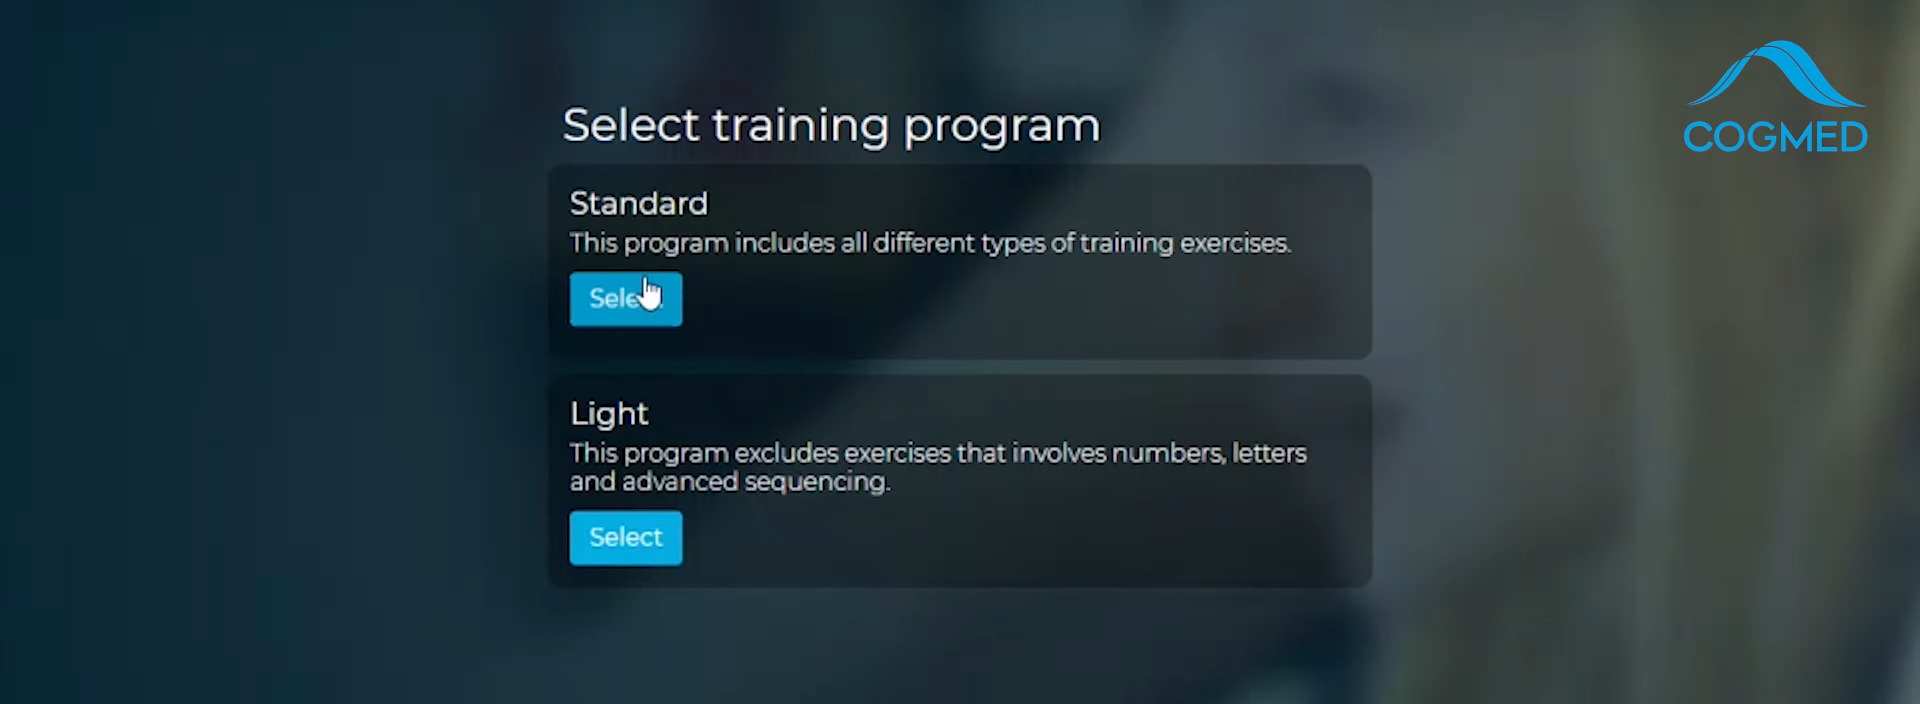 COGMED
Select training program
Standard
This program includes all different types of training exercises.
Light
This program excludes exercises that involves numbers, letters
and advanced sequencing.
Select